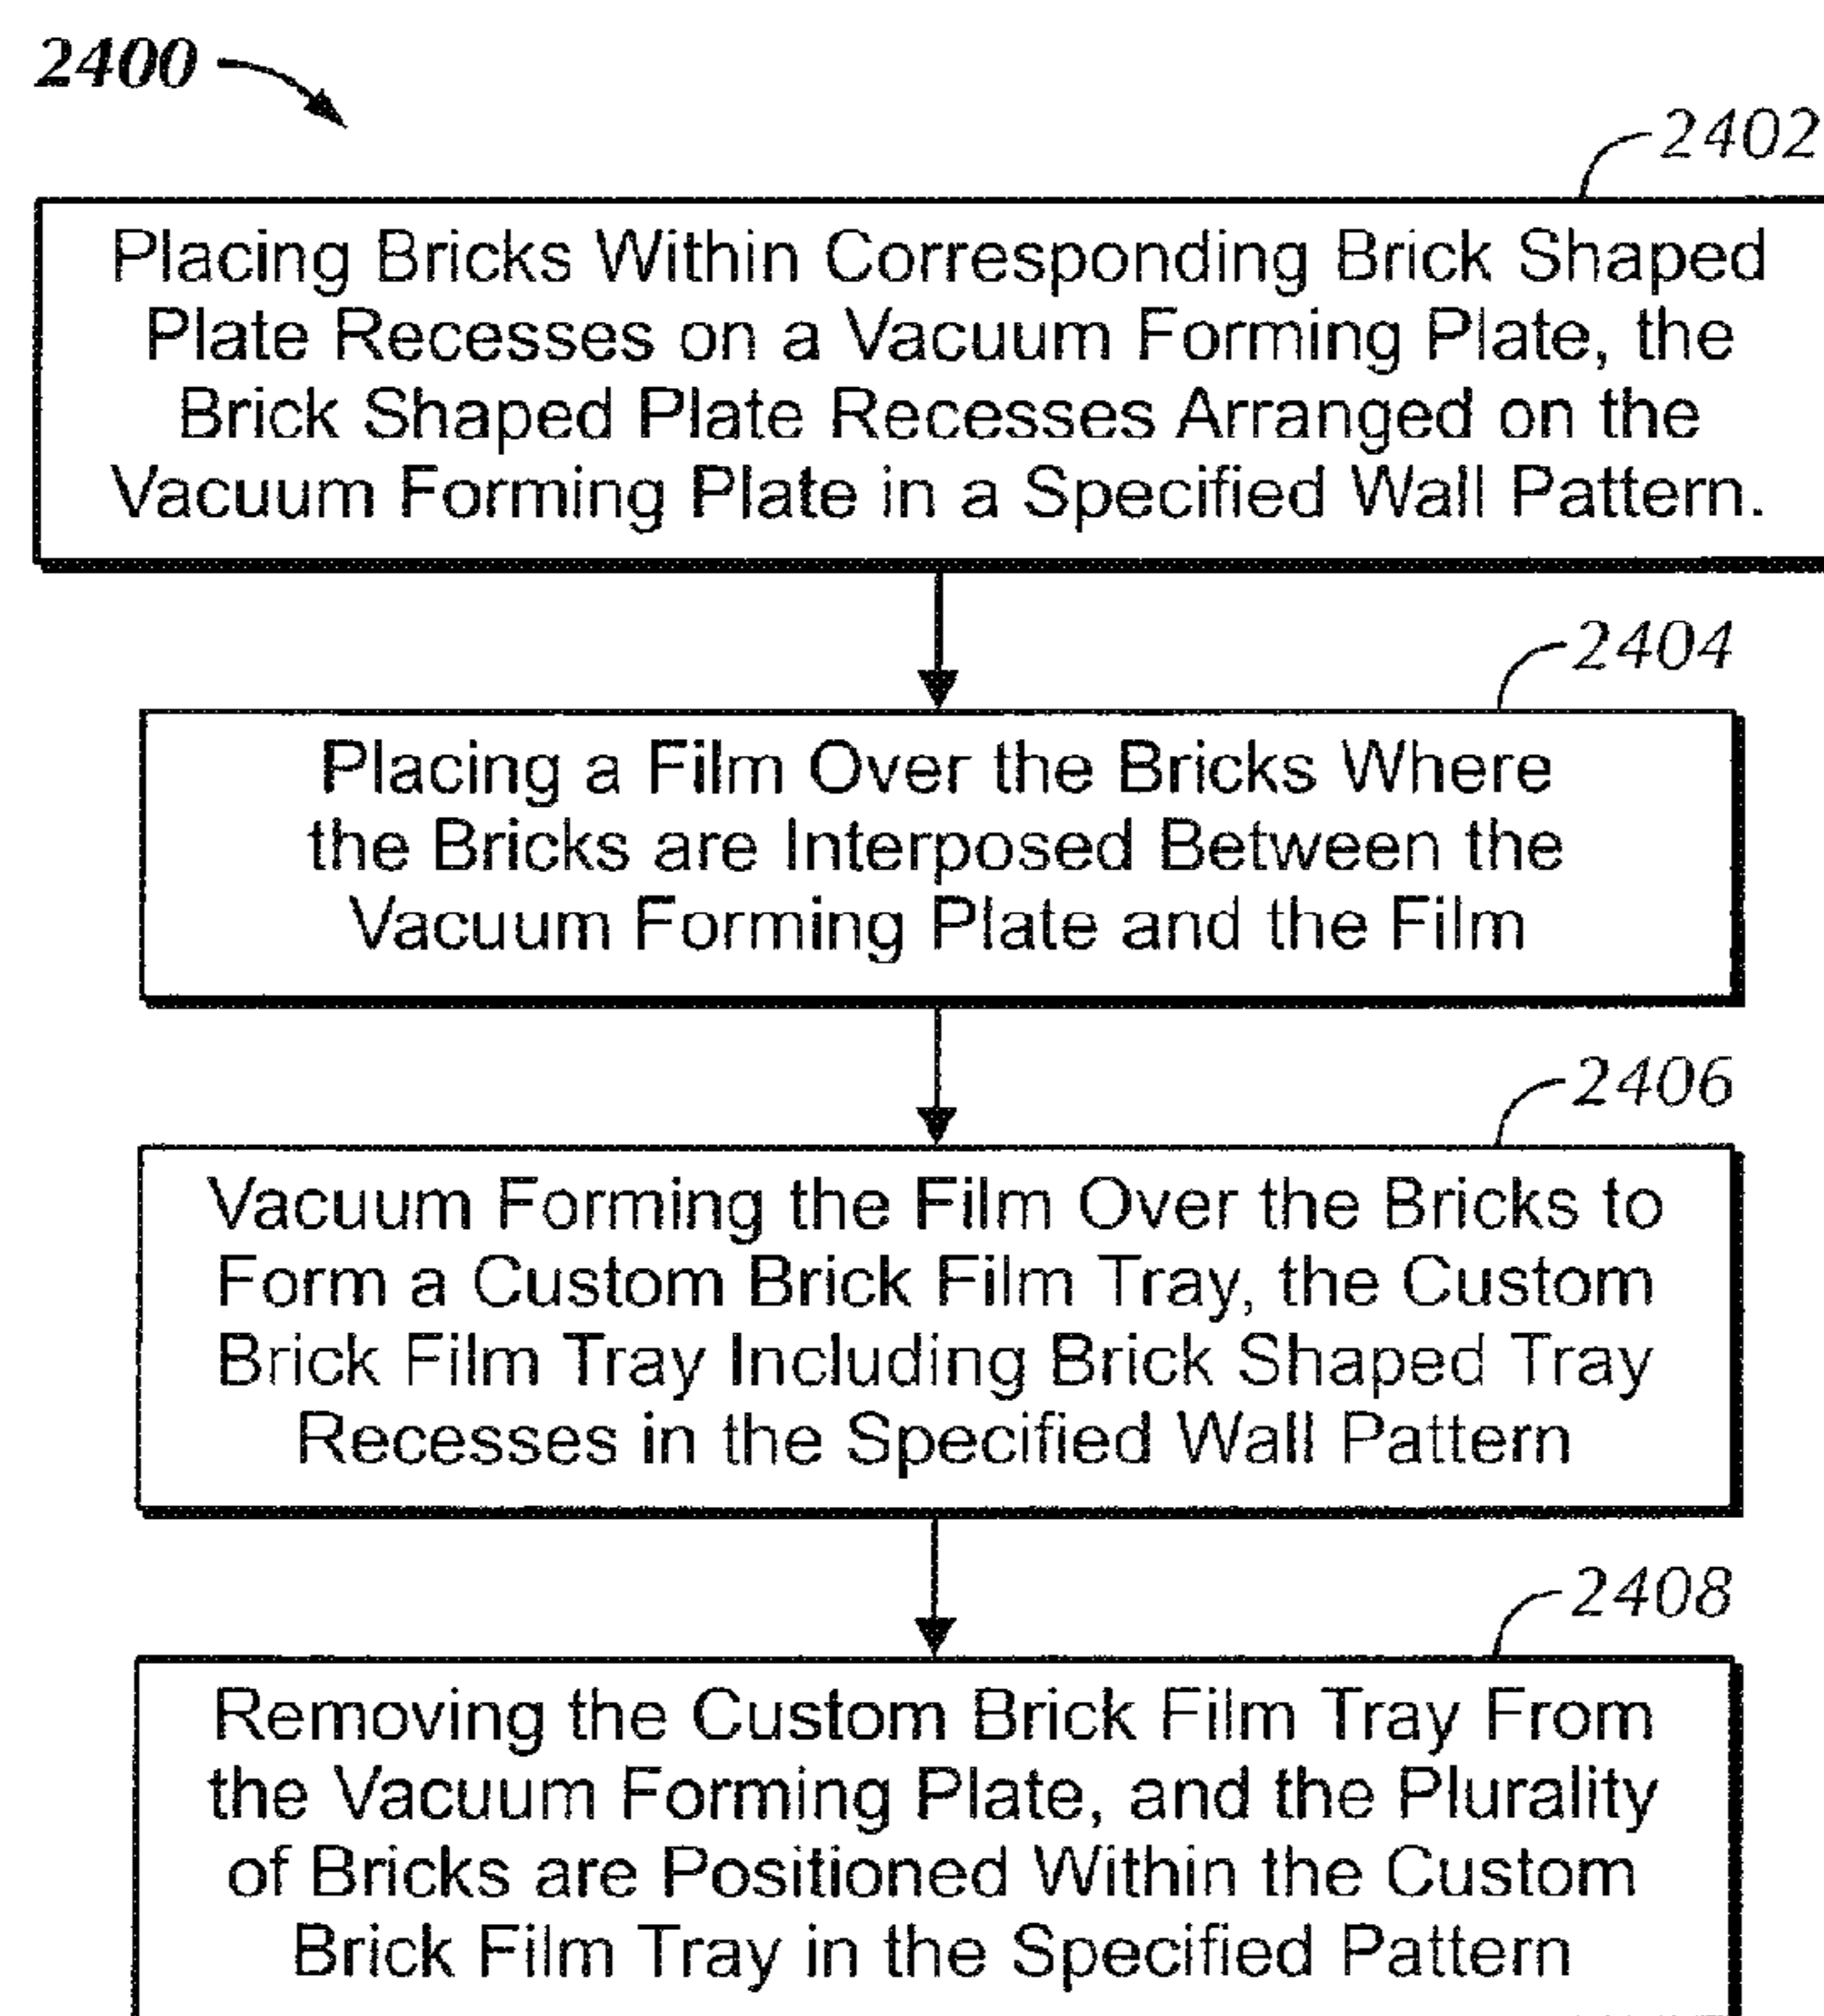 2400
2402
Placing Bricks Within Corresponding Brick Shaped
Plate Recesses on a Vacuum Forming Plate, the
Brick Shaped Plate Recesses Arranged on the
Vacuum Forming Plate in a Specified Wall Pattern.
2404
Placing a Film Over the Bricks Where
the Bricks are Interposed Between the
Vacuum Forming Plate and the Film
2406
Vacuum Forming the Film Over the Bricks to
Form a Custom Brick Film Tray, the Custom
Brick Film Tray Including Brick Shaped Tray
Recesses in the Specified Wall Pattern
2408
Removing the Custom Brick Film Tray From
the Vacuum Forming Plate, and the Plurality
of Bricks are Positioned Within the Custom
Brick Film Tray in the Specified Pattern